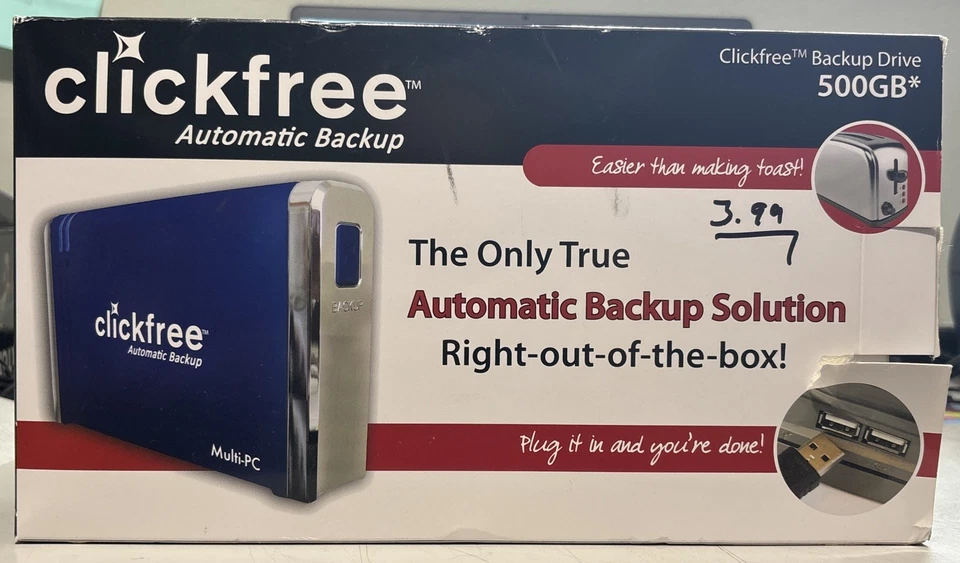 clickfree™
Automatic Backup
Clickfree™ Backup Drive
500GB*
Easier than making toast!
3.99
The Only True
Automatic Backup Solution
Right-out-of-the-box!
BACKUP
clickfree™
Automatic Backup
Multi-PC
Plug it in and you're done!